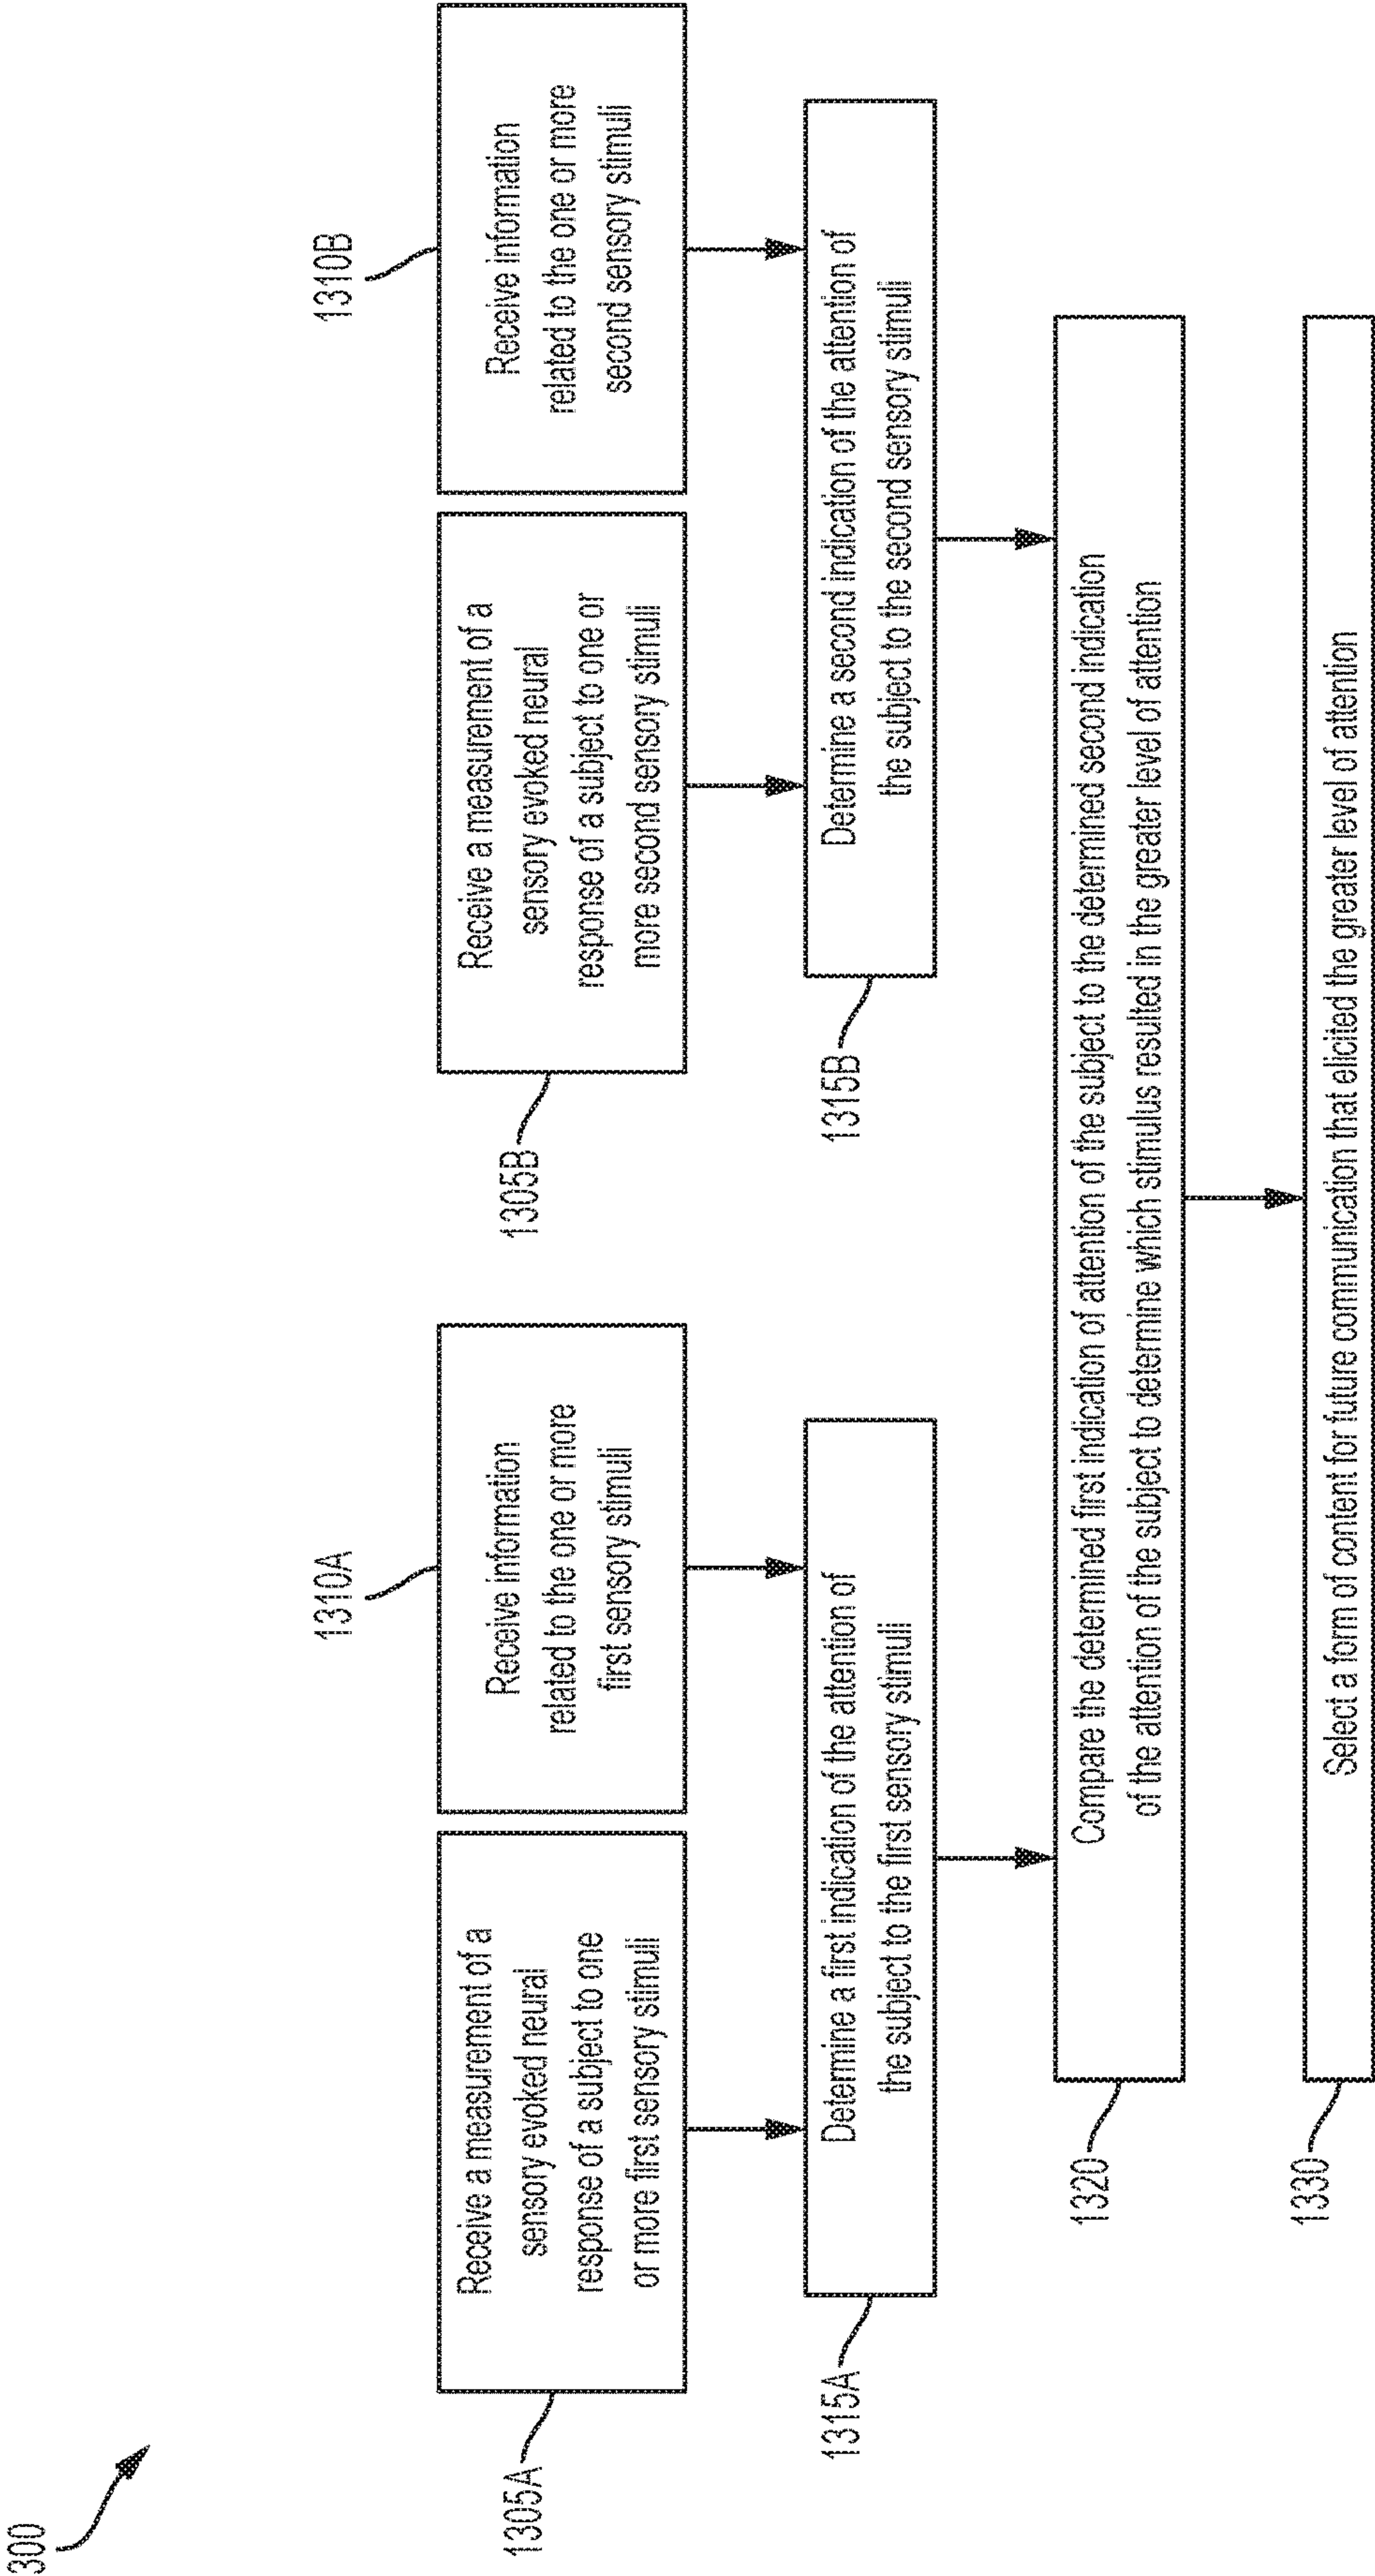 300
1305A
Receive a measurement of a
sensory evoked neural
response of a subject to one
or more first sensory stimuli
1310A
Receive information
related to the one or more
first sensory stimuli
1305B
Receive a measurement of a
sensory evoked neural
response of a subject to one or
more second sensory stimuli
1310B
Receive information
related to the one or more
second sensory stimuli
1315A
Determine a first indication of the attention of
the subject to the first sensory stimuli
1315B
Determine a second indication of the attention of
the subject to the second sensory stimuli
1320
Compare the determined first indication of attention of the subject to the determined second indication
of the attention of the subject to determine which stimulus resulted in the greater level of attention
1330
Select a form of content for future communication that elicited the greater level of attention